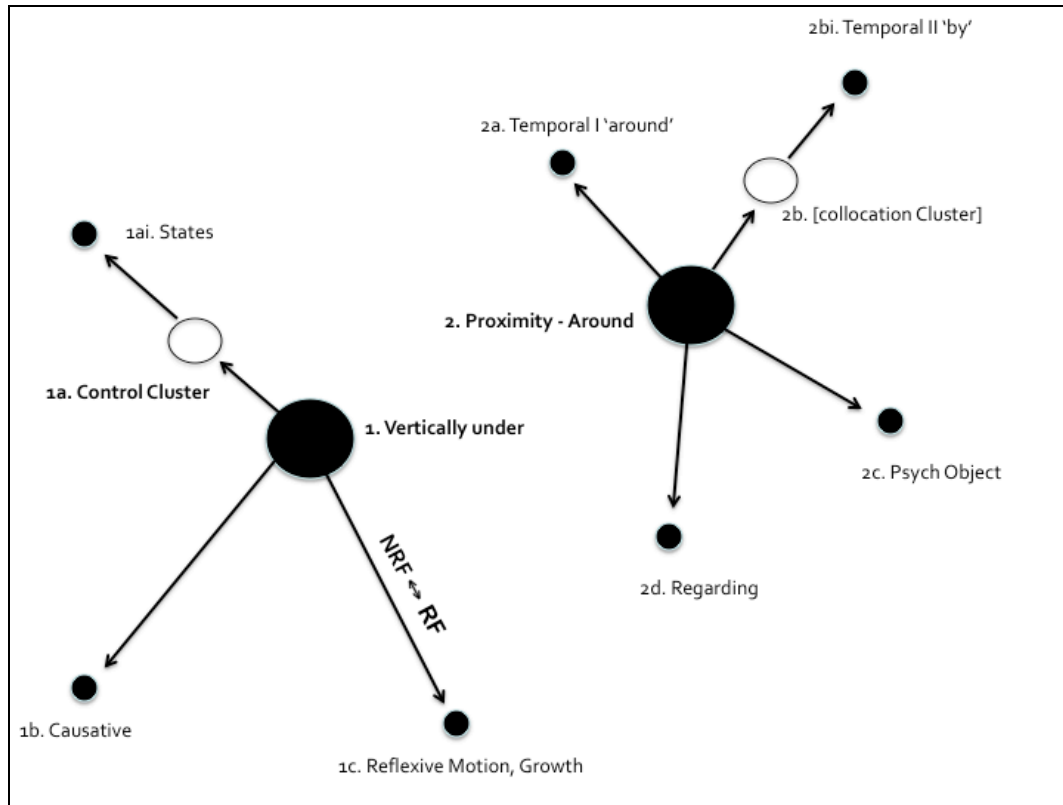 2bi. Temporal II ‘by’
2a. Temporal I ‘around’
2b. [collocation Cluster]
1ai. States
2. Proximity - Around
1a. Control Cluster
1. Vertically under
2c. Psych Object
NRF ↔ RF
2d. Regarding
1b. Causative
1c. Reflexive Motion, Growth